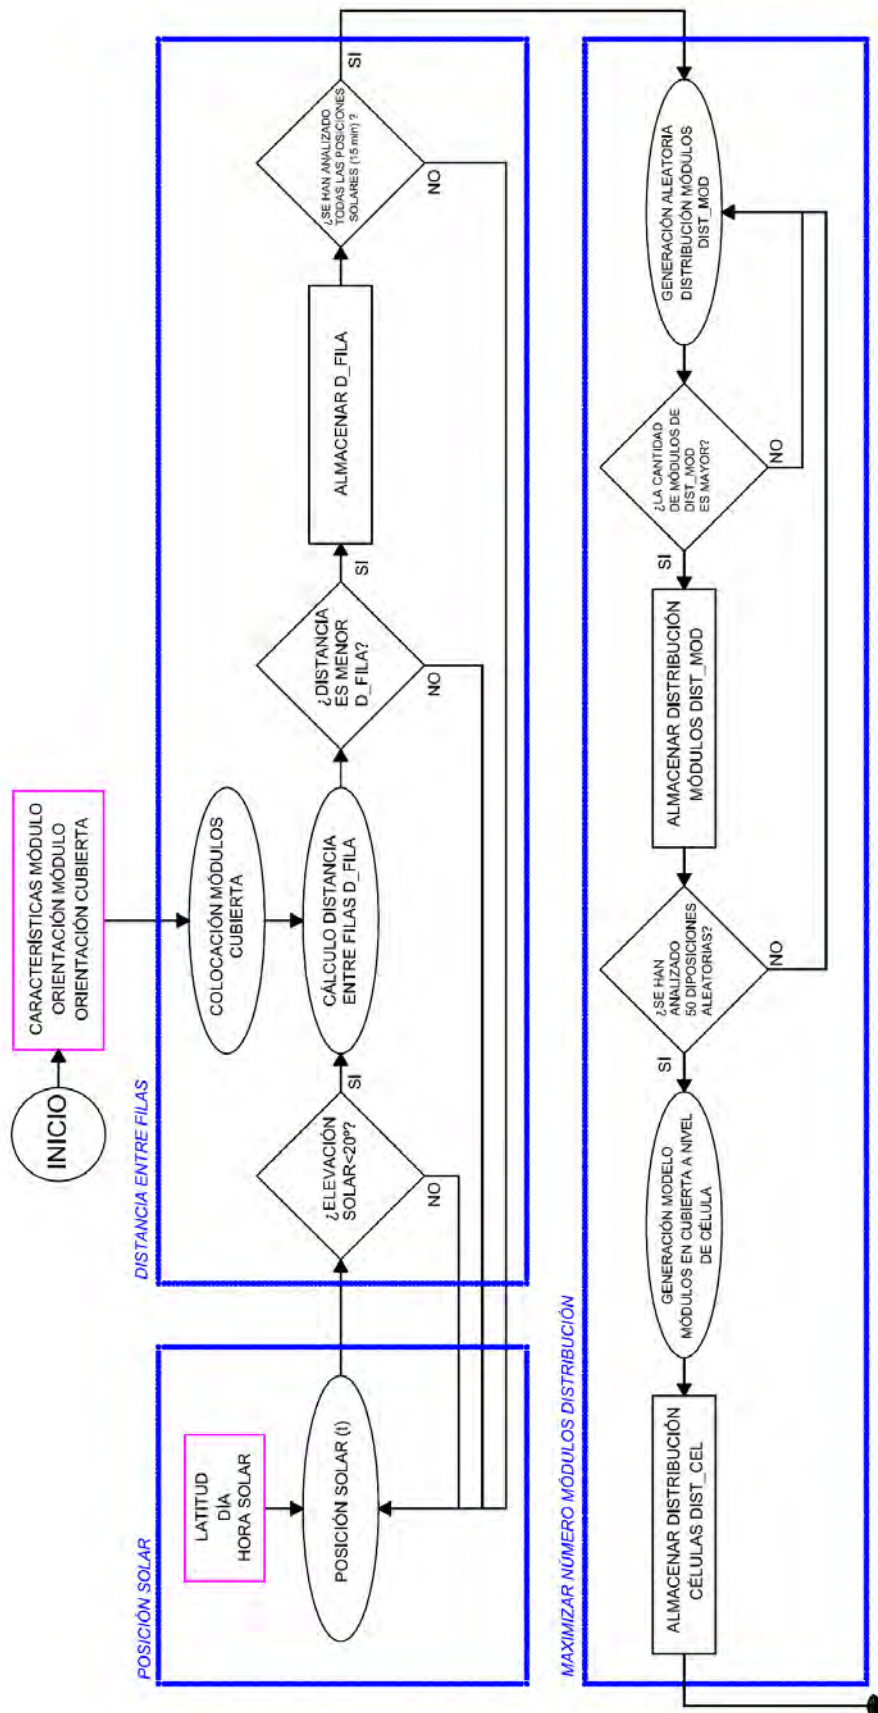 INICIO
CARACTERÍSTICAS MÓDULO
ORIENTACIÓN MÓDULO
ORIENTACIÓN CUBIERTA
POSICIÓN SOLAR
LATITUD
DÍA
HORA SOLAR
POSICIÓN SOLAR (t)
DISTANCIA ENTRE FILAS
COLOCACIÓN MÓDULOS
CUBIERTA
¿ELEVACIÓN
SOLAR<20º?
SI
NO
CÁLCULO DISTANCIA
ENTRE FILAS D_FILA
¿DISTANCIA
ES MENOR
D_FILA?
SI
NO
ALMACENAR D_FILA
¿SE HAN ANALIZADO
TODAS LAS POSICIONES
SOLARES (15 min) ?
SI
NO
MAXIMIZAR NÚMERO MÓDULOS DISTRIBUCIÓN
GENERACIÓN ALEATORIA
DISTRIBUCIÓN MÓDULOS
DIST_MOD
¿LA CANTIDAD
DE MÓDULOS DE
DIST_MOD
ES MAYOR?
SI
NO
ALMACENAR DISTRIBUCIÓN
MÓDULOS DIST_MOD
¿SE HAN
ANALIZADO
50 DIPOSICIONES
ALEATORIAS?
SI
NO
GENERACIÓN MODELO
MÓDULOS EN CUBIERTA A NIVEL
DE CÉLULA
ALMACENAR DISTRIBUCIÓN
CÉLULAS DIST_CEL